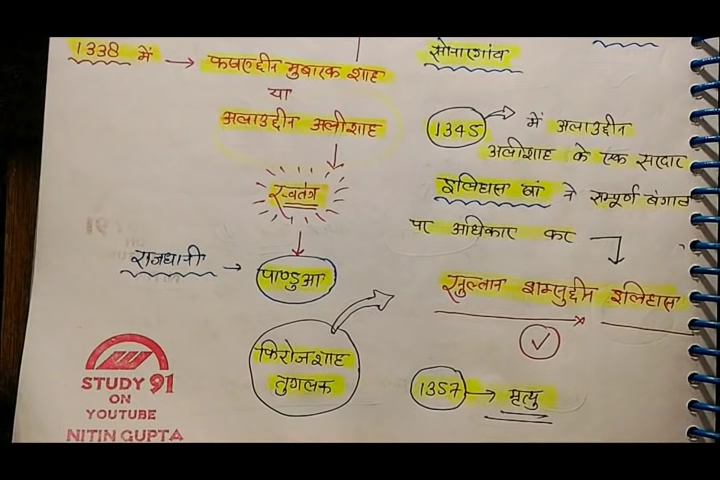 1338 में → फखरुद्दीन मुबारक शाह
या
अलाउद्दीन अलीशाह
स्वतंत्र
राजधानी → पाण्डुआ
फिरोजशाह
तुगलक
सोनारगांव
1345 में अलाउद्दीन
अलीशाह के एक सरदार
इलियास खां ने सम्पूर्ण बंगाल
पर अधिकार कर
सुल्तान शम्सुद्दीन इलियास
1357 → मृत्यु
STUDY 91
ON
YOUTUBE
NITIN GUPTA